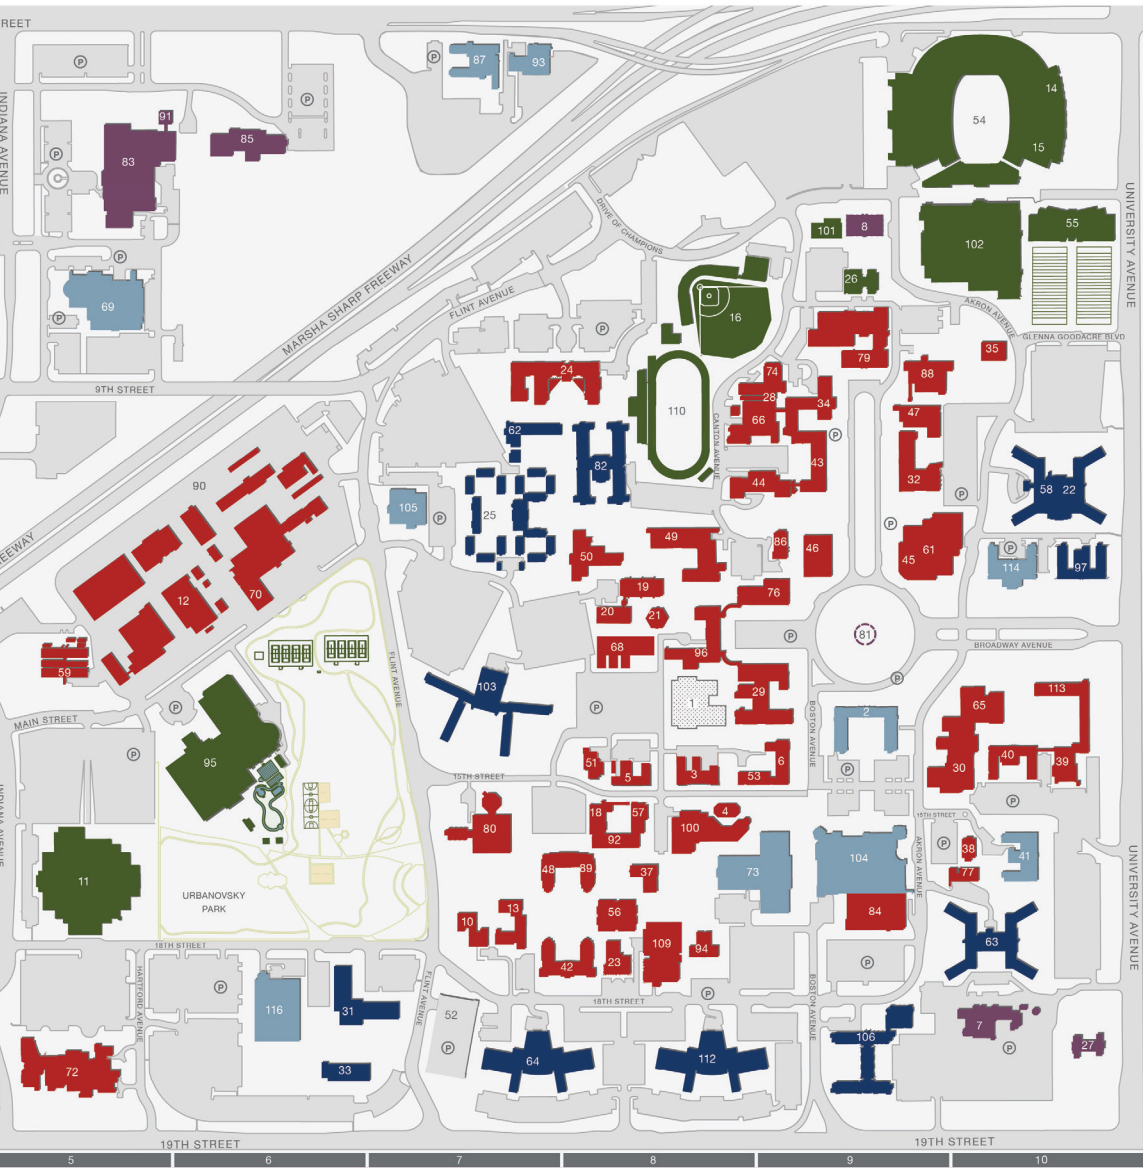 REET
87
93
P
P
14
P
54
91
85
15
83
P
INDIANA AVENUE
UNIVERSITY AVENUE
DRIVE OF CHAMPIONS
101
8
55
102
P
26
69
P
MARSHA SHARP FREEWAY
FLINT AVENUE
16
P
AKRON AVENUE
GLENNA GOODACRE BLVD
79
35
24
74
88
9TH STREET
28
34
110
66
47
CANTON AVENUE
62
P
82
43
32
44
90
58
22
P
105
P
25
P
EEWAY
49
86
46
45
61
P
50
114
97
12
70
19
76
20
21
81
P
BROADWAY AVENUE
68
96
59
FLINT AVENUE
103
P
113
29
1
65
MAIN STREET
P
P
2
BOSTON AVENUE
P
95
51
5
3
53
6
P
30
40
39
15TH STREET
P
INDIANA AVENUE
18
57
4
15TH STREET
80
92
100
AKRON AVENUE
P
38
41
104
48
89
37
73
77
11
UNIVERSITY AVENUE
URBANOVSKY
PARK
10
13
56
84
63
18TH STREET
109
94
42
23
P
HARTFORD AVENUE
P
FLINT AVENUE
P
18TH STREET
BOSTON AVENUE
116
31
52
7
106
27
P
P
64
112
72
33
19TH STREET
19TH STREET
5
6
7
8
9
10